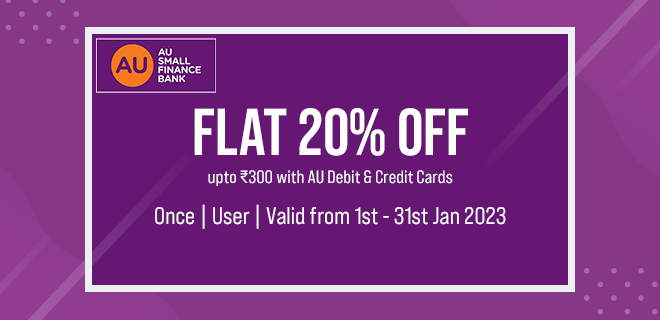 AU
AU
SMALL
FINANCE
BANK
FLAT 20% OFF
upto ₹300 with AU Debit & Credit Cards
Once | User | Valid from 1st - 31st Jan 2023